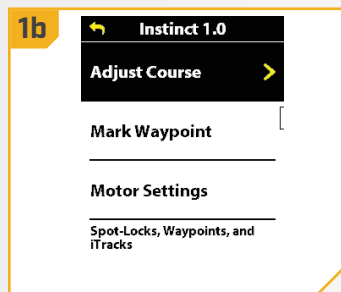 1b
Instinct 1.0
Adjust Course
Mark Waypoint
Motor Settings
Spot-Locks, Waypoints, and
iTracks